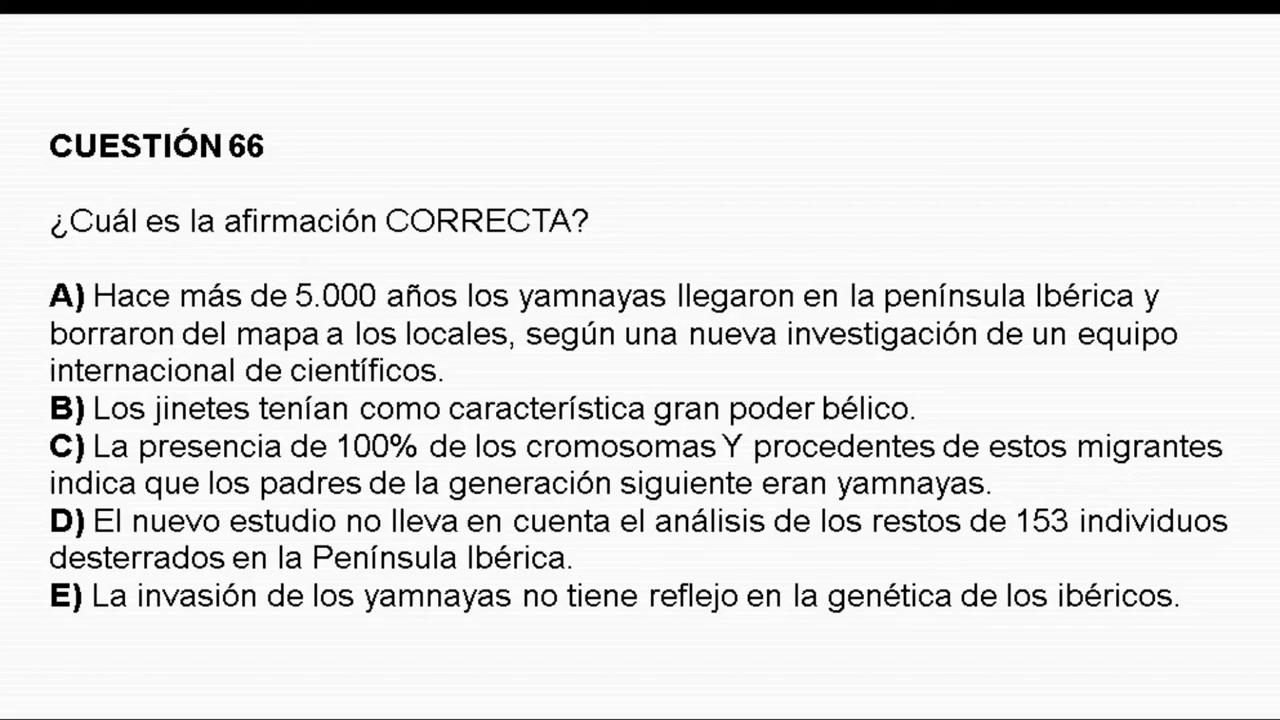 CUESTIÓN 66
¿Cuál es la afirmación CORRECTA?
A) Hace más de 5.000 años los yamnayas llegaron en la península Ibérica y
borraron del mapa a los locales, según una nueva investigación de un equipo
internacional de científicos.
B) Los jinetes tenían como característica gran poder bélico.
C) La presencia de 100% de los cromosomas Y procedentes de estos migrantes
indica que los padres de la generación siguiente eran yamnayas.
D) El nuevo estudio no lleva en cuenta el análisis de los restos de 153 individuos
desterrados en la Península Ibérica.
E) La invasión de los yamnayas no tiene reflejo en la genética de los ibéricos.